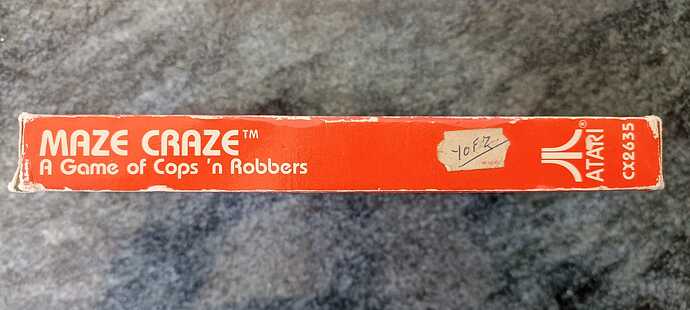 MAZE CRAZE™
A Game of Cops 'n Robbers
ATARI®
CX2635